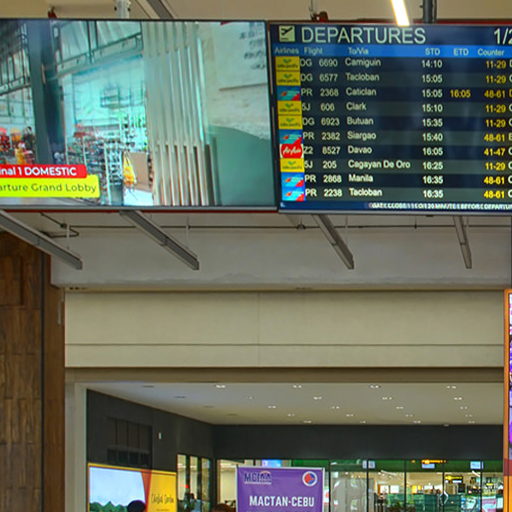 DEPARTURES 1/2
Airlines Flight To/Via STD ETD Counter
DG 6690 Camiguin 14:10 11-29
DG 6577 Tacloban 15:05 11-29
PR 2368 Caticlan 15:05 16:05 48-61
5J 606 Clark 15:10 11-29
DG 6923 Butuan 15:35 11-29
PR 2382 Siargao 15:40 48-61
AirAsia Z2 8527 Davao 16:05 41-47
5J 205 Cagayan De Oro 16:25 11-29
PR 2868 Manila 16:35 48-61
PR 2238 Tacloban 16:35 48-61
nal 1 DOMESTIC
arture Grand Lobby
MACTAN-CEBU